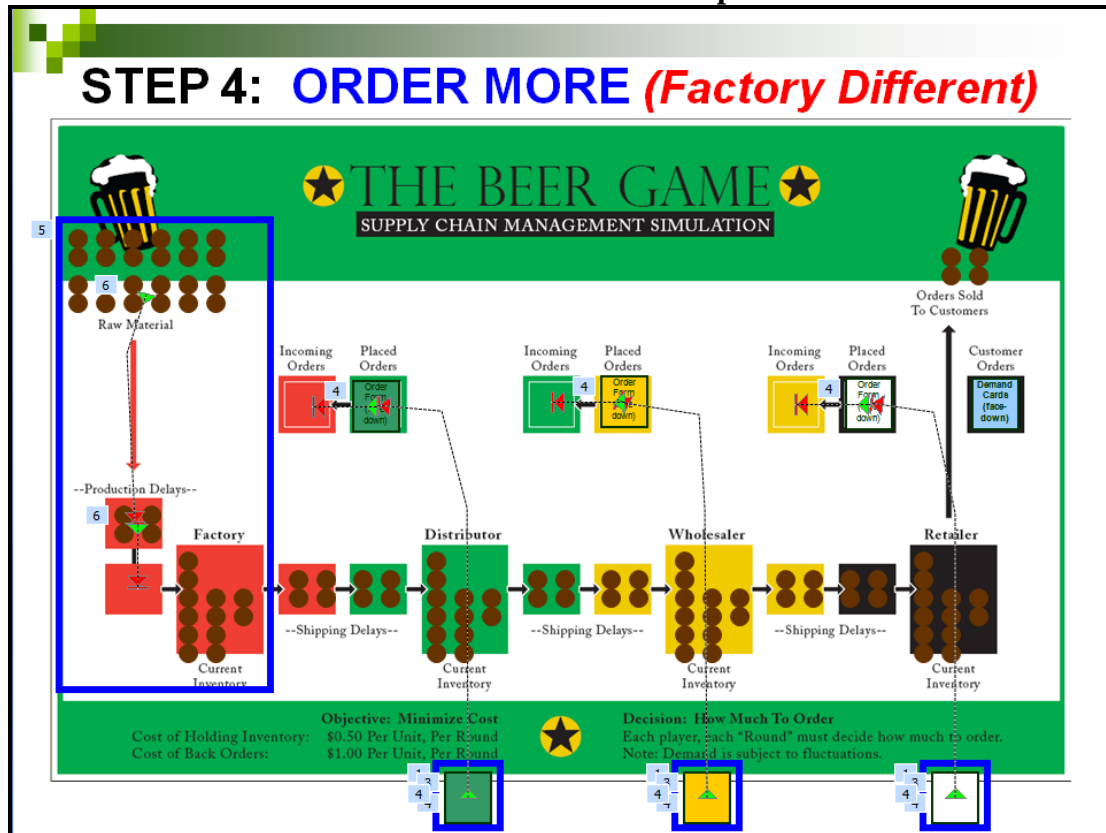 STEP 4: ORDER MORE (Factory Different)
THE BEER GAME
SUPPLY CHAIN MANAGEMENT SIMULATION
5
6
Raw Material
Orders Sold
To Customers
Incoming
Orders
Placed
Orders
Incoming
Orders
Placed
Orders
Incoming
Orders
Placed
Orders
Customer
Orders
4
Order
Form
down)
4
Order
Form
down)
4
Order
Form
down)
Demand
Cards
(face-
down)
--Production Delays--
6
Factory
Distributor
Wholesaler
Retailer
--Shipping Delays--
--Shipping Delays--
--Shipping Delays--
Current
Inventory
Current
Inventory
Current
Inventory
Current
Inventory
Objective: Minimize Cost
Cost of Holding Inventory: $0.50 Per Unit, Per Round
Cost of Back Orders: $1.00 Per Unit, Per Round
Decision: How Much To Order
Each player, each "Round" must decide how much to order.
Note: Demand is subject to fluctuations.
3
4
3
4
3
4